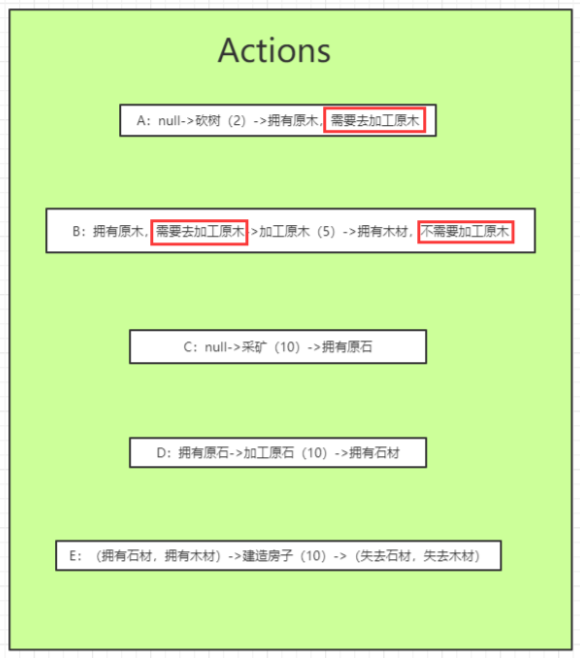 Actions
A：null->砍树（2）->拥有原木，需要去加工原木
B：拥有原木，需要去加工原木->加工原木（5）->拥有木材，不需要加工原木
C：null->采矿（10）->拥有原石
D：拥有原石->加工原石（10）->拥有石材
E：（拥有石材，拥有木材）->建造房子（10）->（失去石材，失去木材）